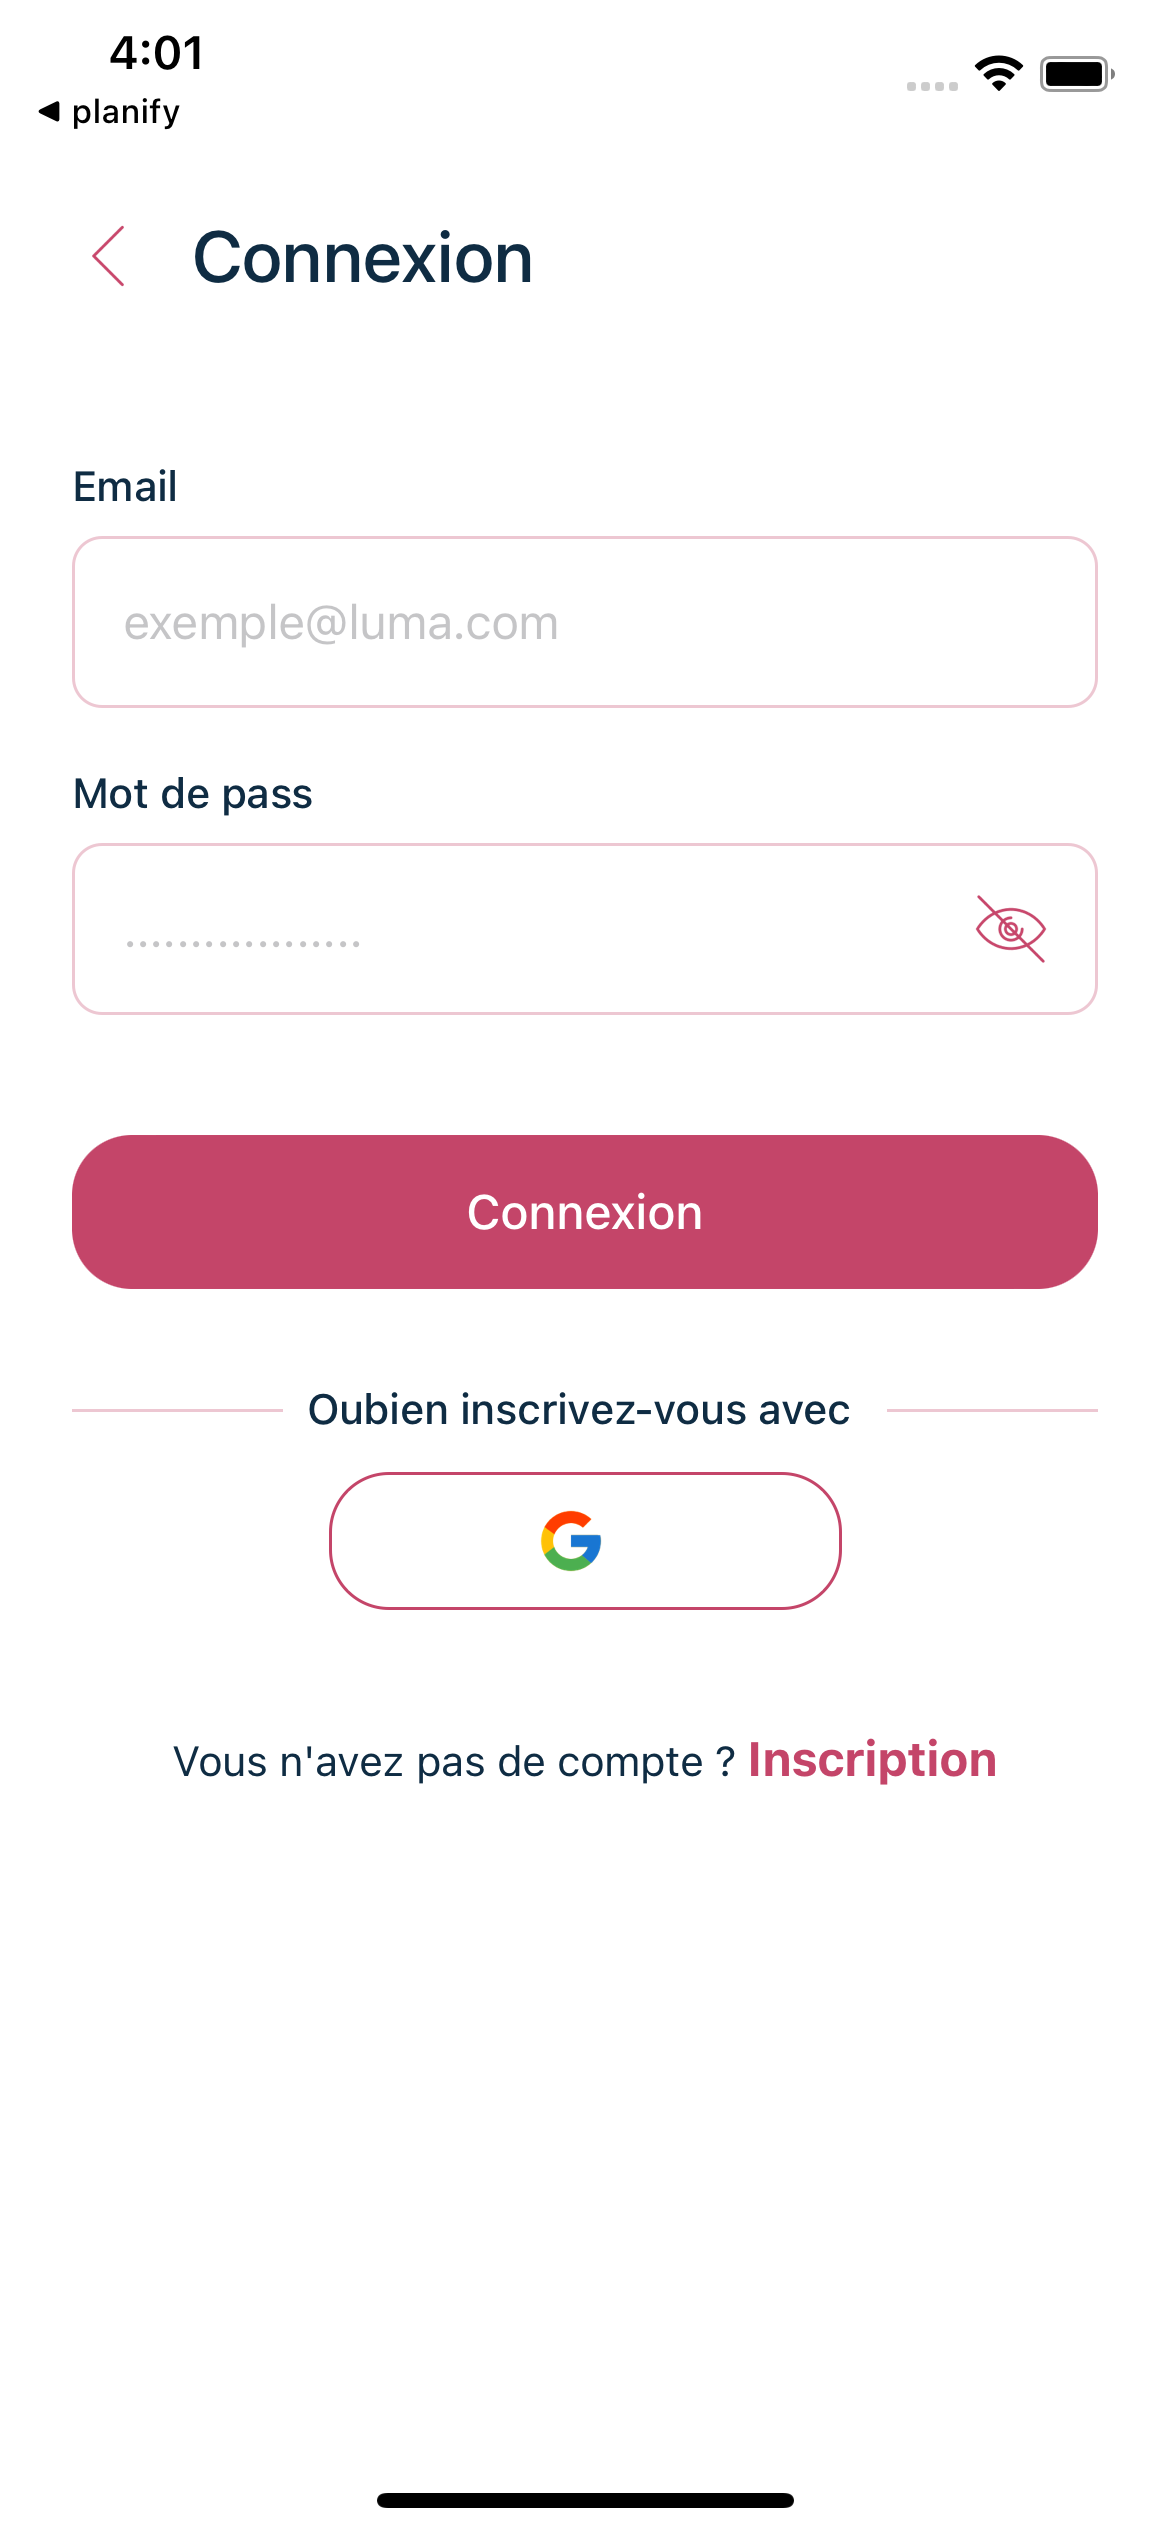 4:01
planify
Connexion
Email
exemple@luma.com
Mot de pass
Connexion
Oubien inscrivez-vous avec
Vous n'avez pas de compte ? Inscription